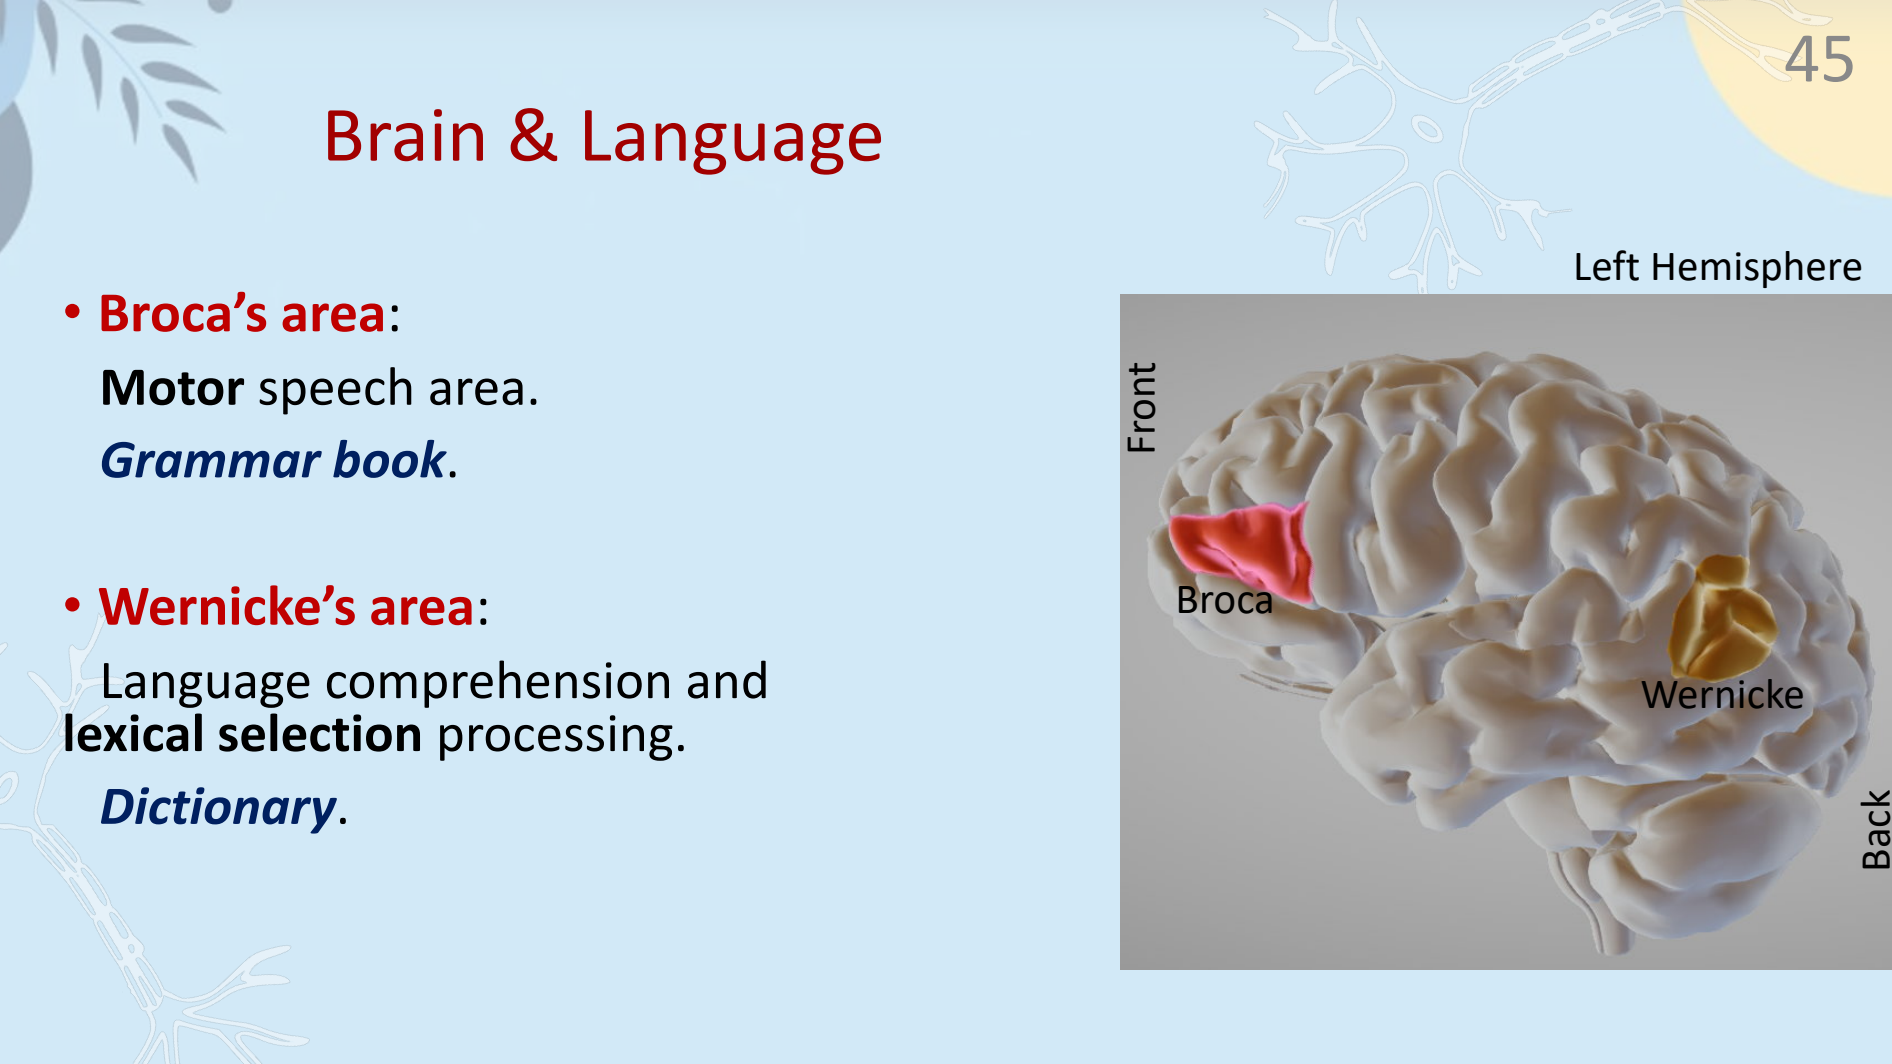 45
Brain & Language
• Broca’s area:
Motor speech area.
Grammar book.
• Wernicke’s area:
Language comprehension and
lexical selection processing.
Dictionary.
Left Hemisphere
Front
Broca
Wernicke
Back